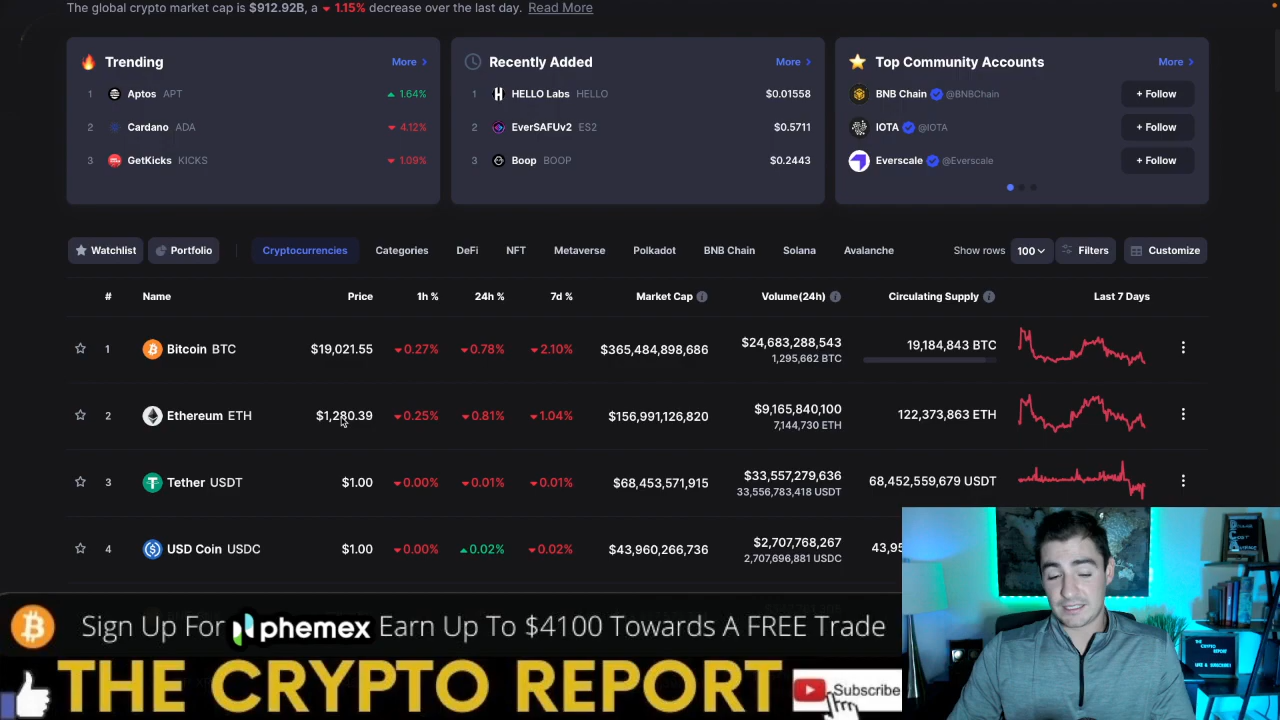 The global crypto market cap is $912.92B, a 1.15% decrease over the last day. Read More
Trending More
1 Aptos APT 1.64%
2 Cardano ADA 4.12%
3 GetKicks KICKS 1.09%
Recently Added More
1 HELLO Labs HELLO $0.01558
2 EverSAFUv2 ES2 $0.5711
3 Boop BOOP $0.2443
Top Community Accounts More
BNB Chain @BNBChain + Follow
IOTA @IOTA + Follow
Everscale @Everscale + Follow
Watchlist Portfolio Cryptocurrencies Categories DeFi NFT Metaverse Polkadot BNB Chain Solana Avalanche Show rows 100 Filters Customize
# Name Price 1h % 24h % 7d % Market Cap Volume(24h) Circulating Supply Last 7 Days
1 Bitcoin BTC $19,021.55 0.27% 0.78% 2.10% $365,484,898,686 $24,683,288,543 19,184,843 BTC
1,295,662 BTC
2 Ethereum ETH $1,280.39 0.25% 0.81% 1.04% $156,991,126,820 $9,165,840,100 122,373,863 ETH
7,144,730 ETH
3 Tether USDT $1.00 0.00% 0.01% 0.01% $68,453,571,915 $33,557,279,636 68,452,559,679 USDT
33,556,783,418 USDT
4 USD Coin USDC $1.00 0.00% 0.02% 0.02% $43,960,266,736 $2,707,768,267 43,95
2,707,696,881 USDC
Sign Up For phemex Earn Up To $4100 Towards A FREE Trade
THE CRYPTO REPORT Subscribe